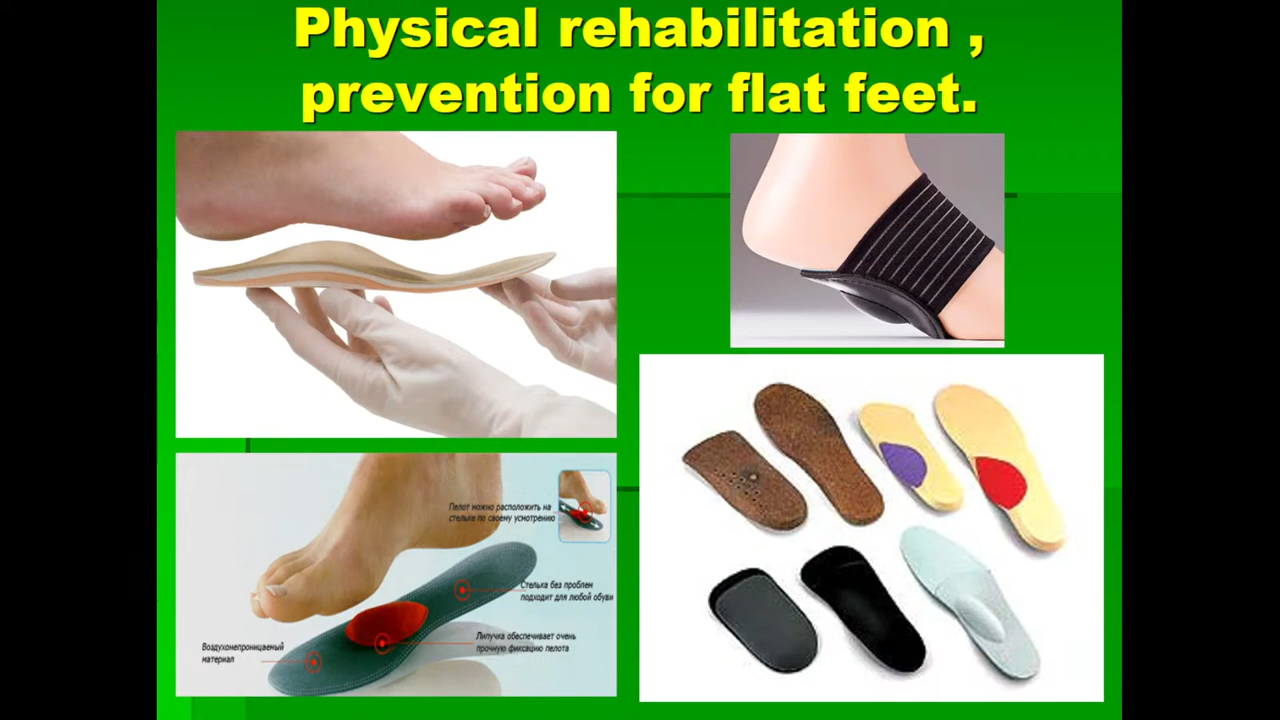 Physical rehabilitation ,
prevention for flat feet.
Пелот можно расположить на
стельке по своему усмотрению
Стелька без проблем
подходит для любой обуви
Липучка обеспечивает очень
прочную фиксацию пелота
Воздухонепроницаемый
материал